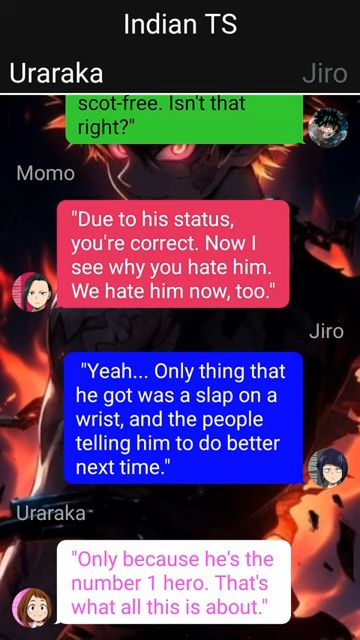 Indian TS
Uraraka
Jiro
scot-free. Isn't that
right?"
Momo
"Due to his status,
you're correct. Now I
see why you hate him.
We hate him now, too."
Jiro
"Yeah... Only thing that
he got was a slap on a
wrist, and the people
telling him to do better
next time."
Uraraka
"Only because he's the
number 1 hero. That's
what all this is about."